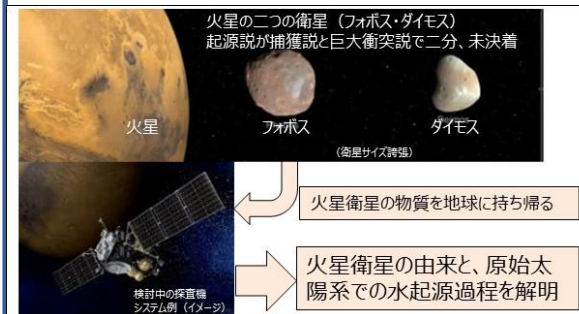 火星の二つの衛星（フォボス・ダイモス）
起源説が捕獲説と巨大衝突説で二分、未決着
火星
フォボス
ダイモス
（衛星サイズ誇張）
火星衛星の物質を地球に持ち帰る
検討中の探査機
システム例（イメージ）
火星衛星の由来と、原始太
陽系での水起源過程を解明